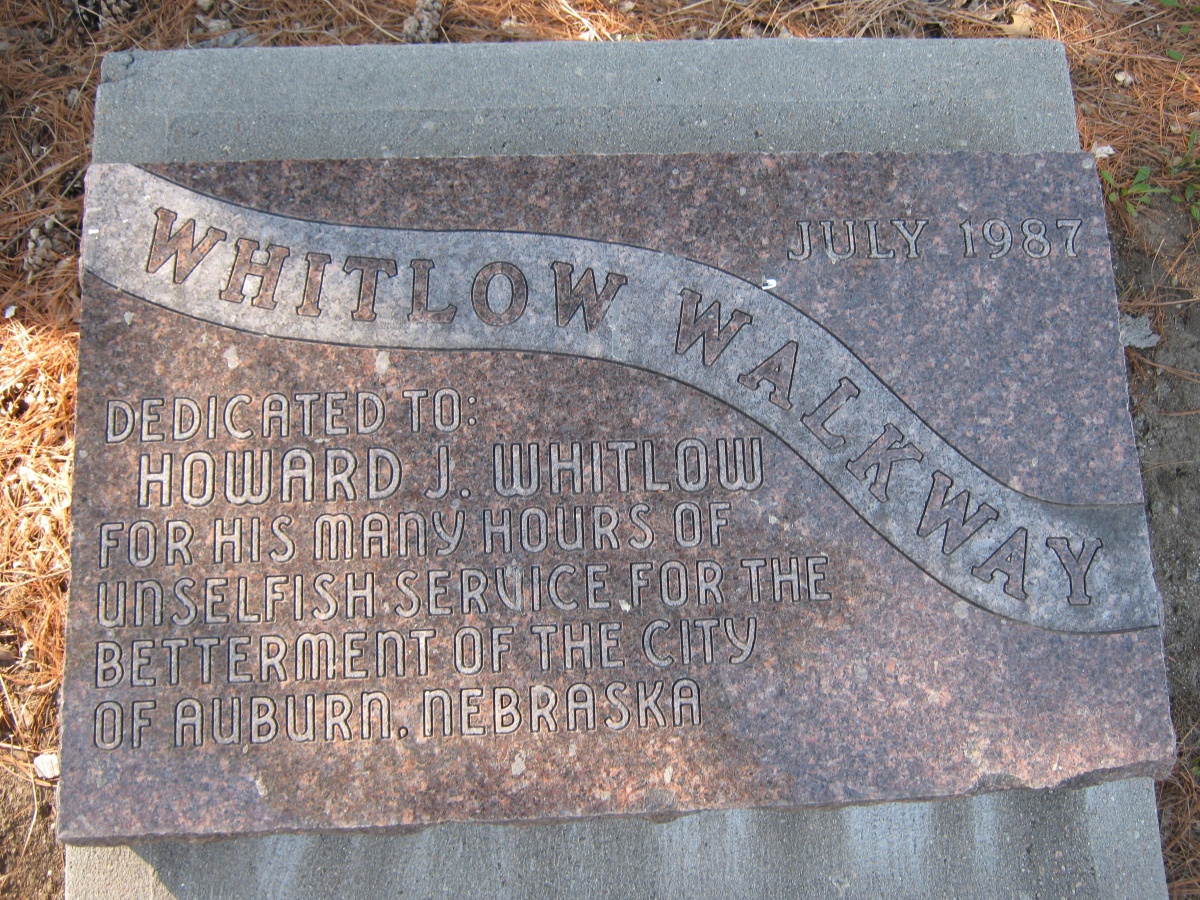 WHITLOW WALKWAY
JULY 1987
DEDICATED TO:
HOWARD J. WHITLOW
FOR HIS MANY HOURS OF
UNSELFISH SERVICE FOR THE
BETTERMENT OF THE CITY
OF AUBURN, NEBRASKA